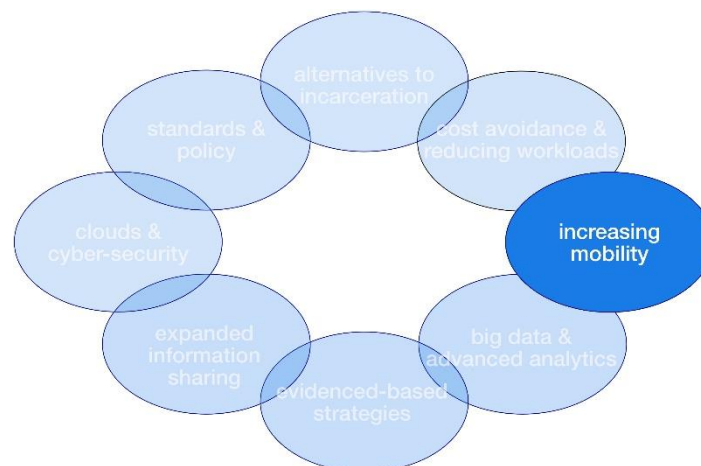 alternatives to
incarceration
cost avoidance &
reducing workloads
standards &
policy
increasing
mobility
clouds &
cyber-security
big data &
advanced analytics
expanded
information
sharing
evidenced-based
strategies